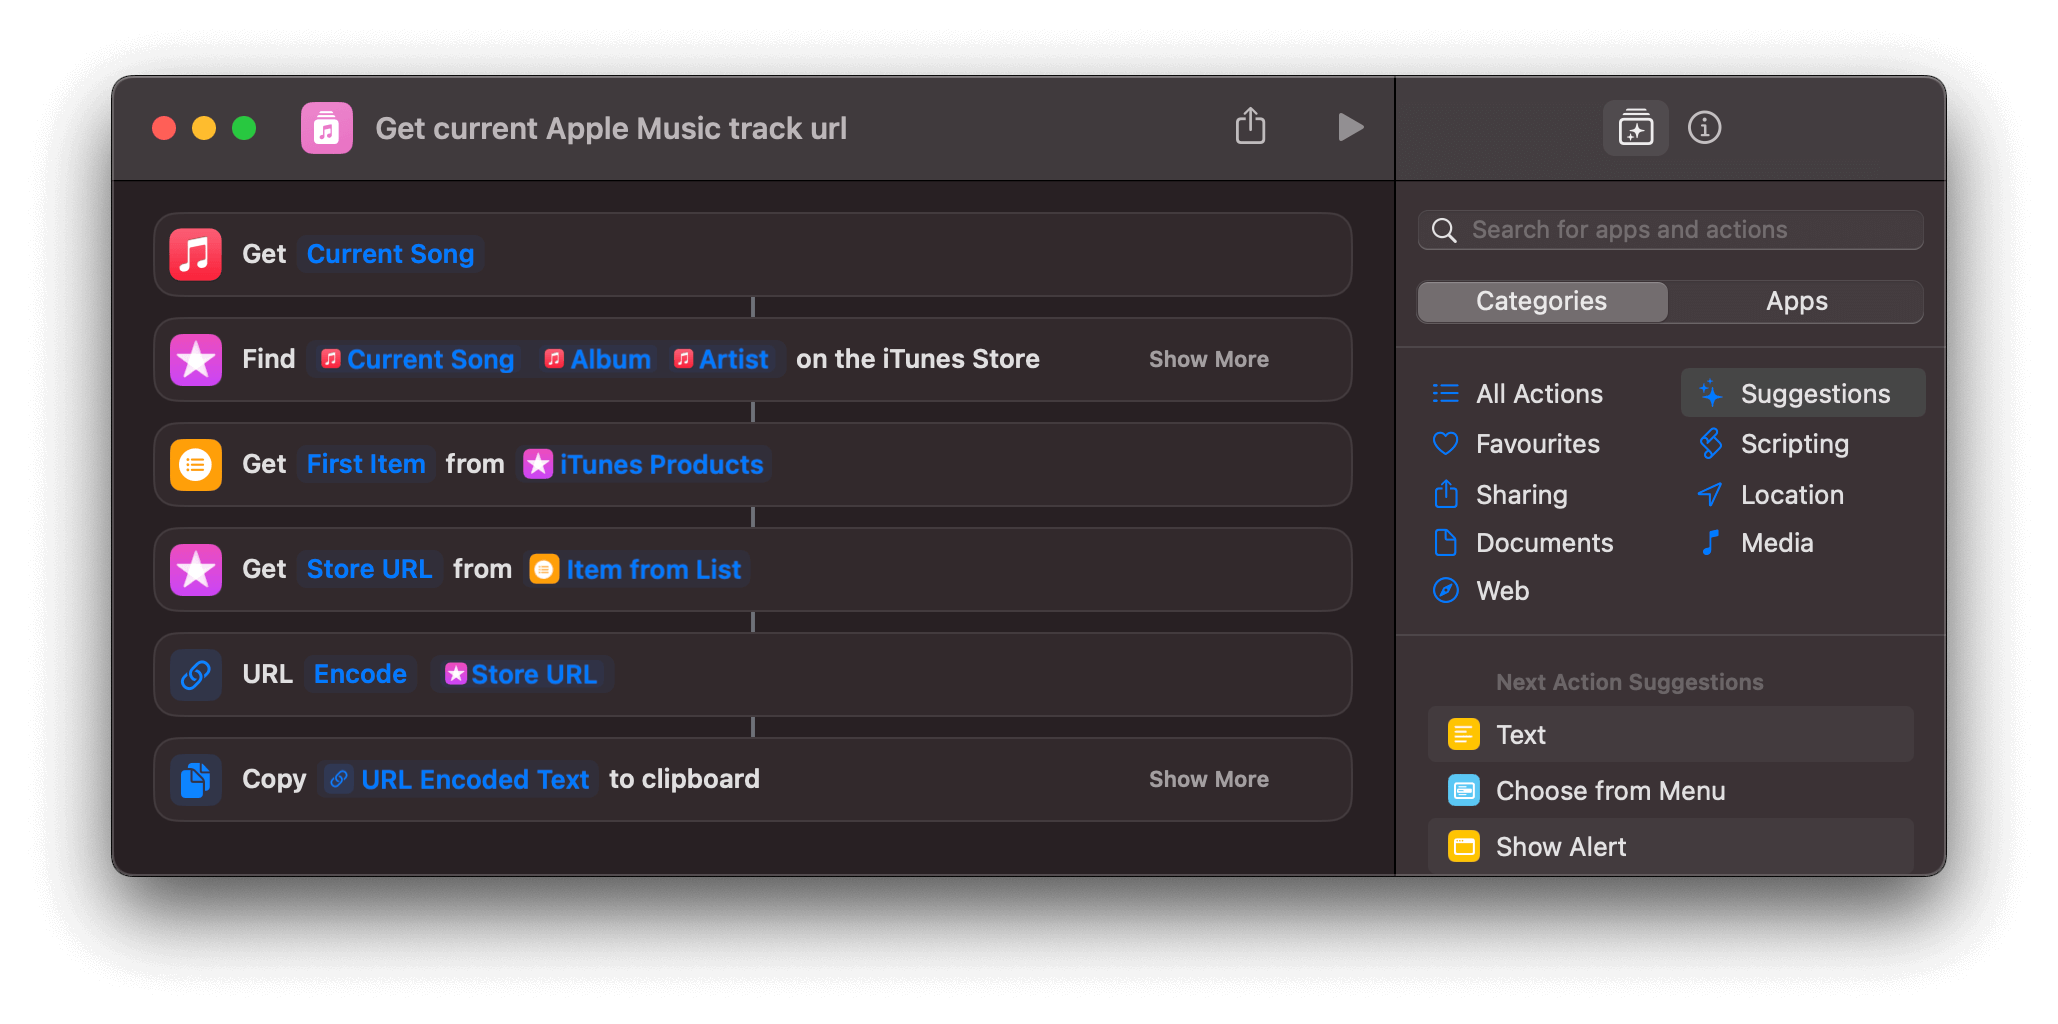 Get current Apple Music track url
Get Current Song
Find Current Song Album Artist on the iTunes Store Show More
Get First Item from iTunes Products
Get Store URL from Item from List
URL Encode Store URL
Copy URL Encoded Text to clipboard Show More
Search for apps and actions
Categories Apps
All Actions Suggestions
Favourites Scripting
Sharing Location
Documents Media
Web
Next Action Suggestions
Text
Choose from Menu
Show Alert